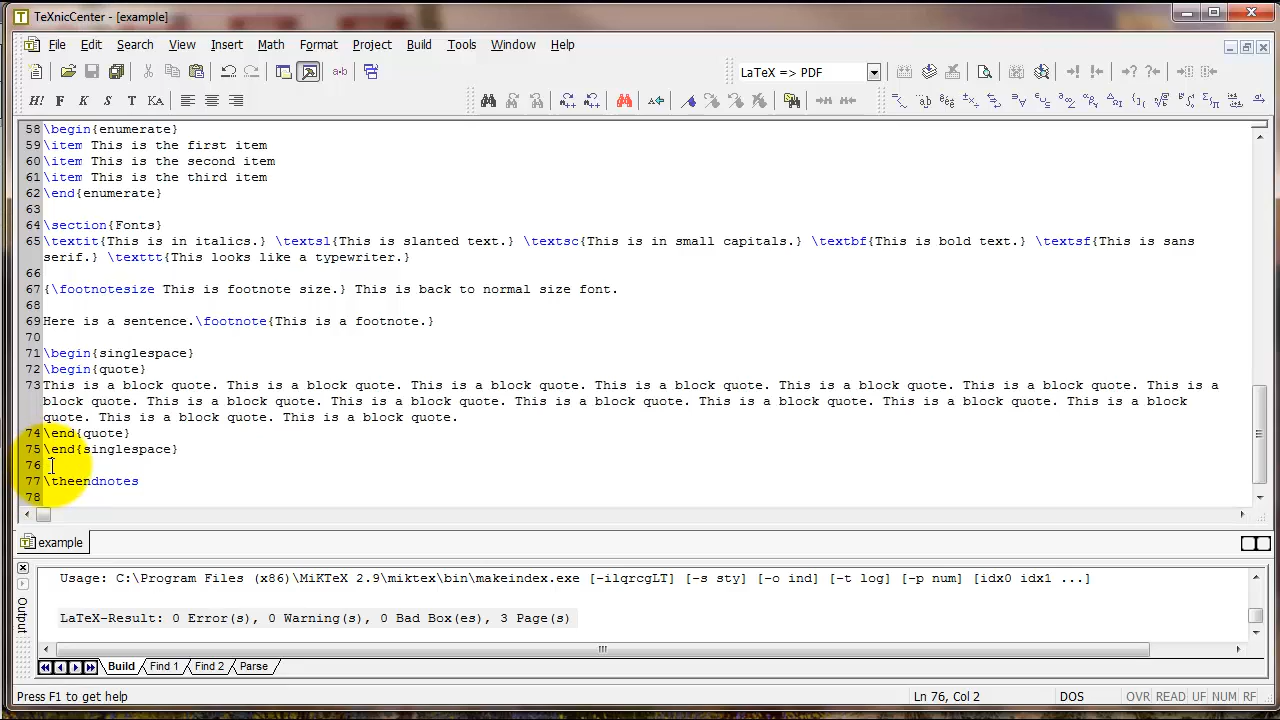 TeXnicCenter - [example]
File Edit Search View Insert Math Format Project Build Tools Window Help
LaTeX => PDF
58 \begin{enumerate}
59 \item This is the first item
60 \item This is the second item
61 \item This is the third item
62 \end{enumerate}
63
64 \section{Fonts}
65 \textit{This is in italics.} \textsl{This is slanted text.} \textsc{This is in small capitals.} \textbf{This is bold text.} \textsf{This is sans
serif.} \texttt{This looks like a typewriter.}
66
67 {\footnotesize This is footnote size.} This is back to normal size font.
68
69 Here is a sentence.\footnote{This is a footnote.}
70
71 \begin{singlespace}
72 \begin{quote}
73 This is a block quote. This is a block quote. This is a block quote. This is a block quote. This is a block quote. This is a block quote. This is a
block quote. This is a block quote. This is a block quote. This is a block quote. This is a block quote. This is a block quote. This is a block
quote. This is a block quote. This is a block quote.
74 \end{quote}
75 \end{singlespace}
76
77 \theendnotes
78
example
Output
Usage: C:\Program Files (x86)\MiKTeX 2.9\miktex\bin\makeindex.exe [-ilqrcgLT] [-s sty] [-o ind] [-t log] [-p num] [idx0 idx1 ...]
LaTeX-Result: 0 Error(s), 0 Warning(s), 0 Bad Box(es), 3 Page(s)
Build Find 1 Find 2 Parse
Press F1 to get help Ln 76, Col 2 DOS OVR READ UF NUM RF